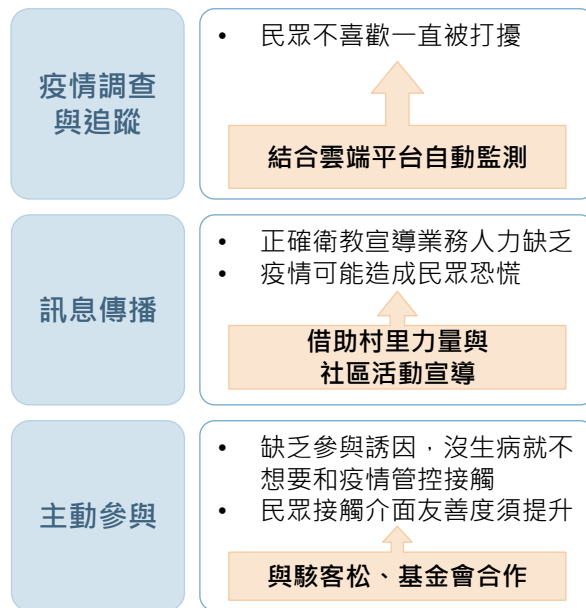 疫情調查
與追蹤
• 民眾不喜歡一直被打擾
結合雲端平台自動監測
訊息傳播
• 正確衛教宣導業務人力缺乏
• 疫情可能造成民眾恐慌
借助村里力量與
社區活動宣導
主動參與
• 缺乏參與誘因，沒生病就不
想要和疫情管控接觸
• 民眾接觸介面友善度須提升
與駭客松、基金會合作